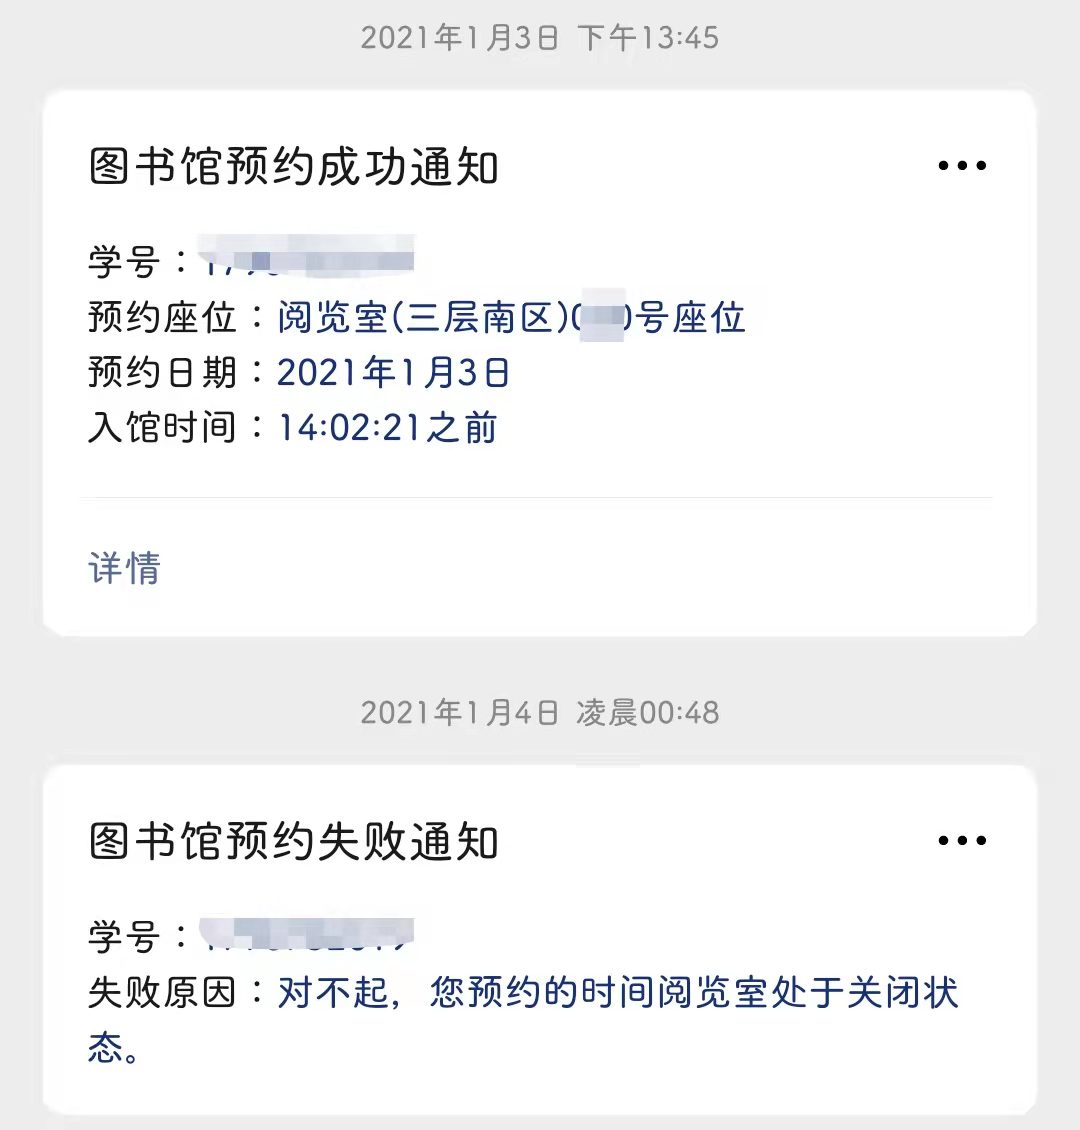 2021年1月3日 下午13:45
图书馆预约成功通知
学号：
预约座位：阅览室(三层南区)号座位
预约日期：2021年1月3日
入馆时间：14:02:21之前
详情
2021年1月4日 凌晨00:48
图书馆预约失败通知
学号：
失败原因：对不起，您预约的时间阅览室处于关闭状
态。